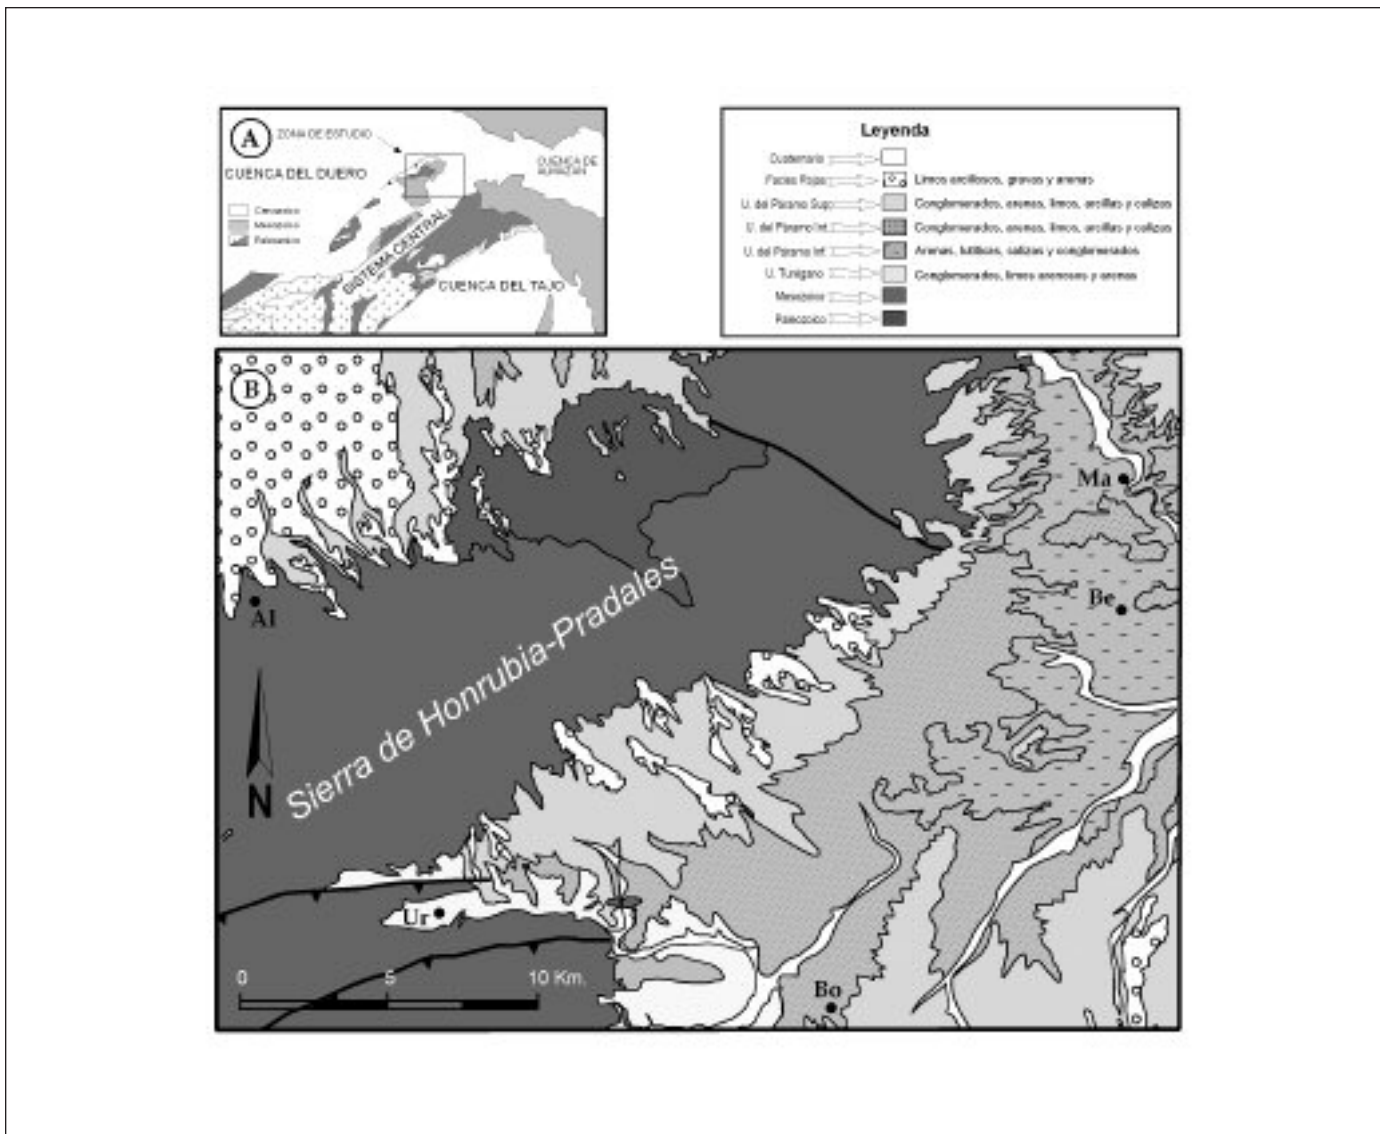 A
ZONA DE ESTUDIO
CUENCA DEL DUERO
CUENCA DE
ALMAZAN
Cenozoico
Mesozoico
Paleozoico
SISTEMA CENTRAL
CUENCA DEL TAJO
Leyenda
Cuaternario
Facies Rojas Limos arcillosos, gravas y arenas
U. del Páramo Sup. Conglomerados, arenas, limos, arcillas y calizas
U. del Páramo Int. Conglomerados, arenas, limos, arcillas y calizas
U. del Páramo Inf. Arenas, lutitas, calizas y conglomerados
U. Conglomerados, limos arenosos y arenas
Mesozoico
Paleozoico
B
Ma
Be
Al
Sierra de Honrubia-Pradales
N
Ur
0 5 10 Km.
Bo